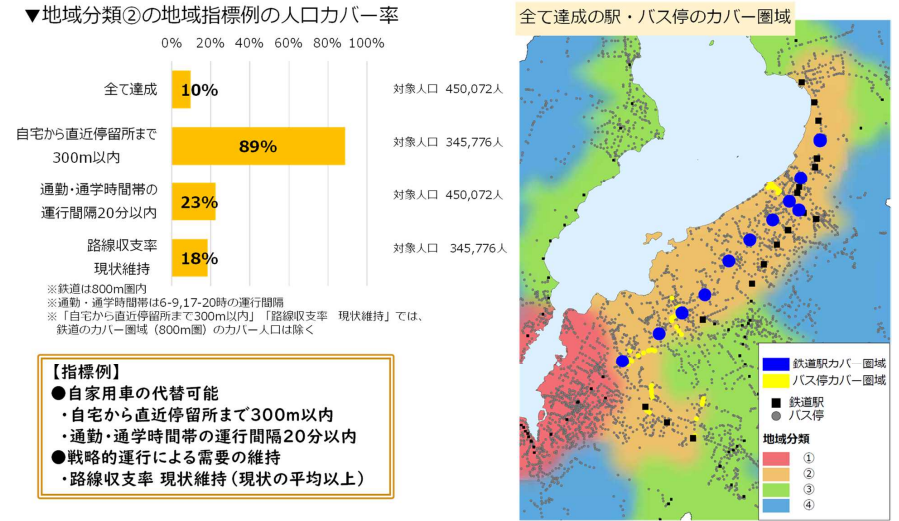 ▼地域分類②の地域指標例の人口カバー率
0% 20% 40% 60% 80% 100%
全て達成
10%
対象人口 450,072人
自宅から直近停留所まで
300m以内
89%
対象人口 345,776人
通勤・通学時間帯の
運行間隔20分以内
23%
対象人口 450,072人
路線収支率
現状維持
18%
対象人口 345,776人
※鉄道は800m圏内
※通勤・通学時間帯は6-9,17-20時の運行間隔
※「自宅から直近停留所まで300m以内」「路線収支率 現状維持」では、
鉄道のカバー圏域(800m圏)のカバー人口は除く
【指標例】
●自家用車の代替可能
・自宅から直近停留所まで300m以内
・通勤・通学時間帯の運行間隔20分以内
●戦略的運行による需要の維持
・路線収支率 現状維持(現状の平均以上)
全て達成の駅・バス停のカバー圏域
鉄道駅カバー圏域
バス停カバー圏域
鉄道駅
バス停
地域分類
①
②
③
④